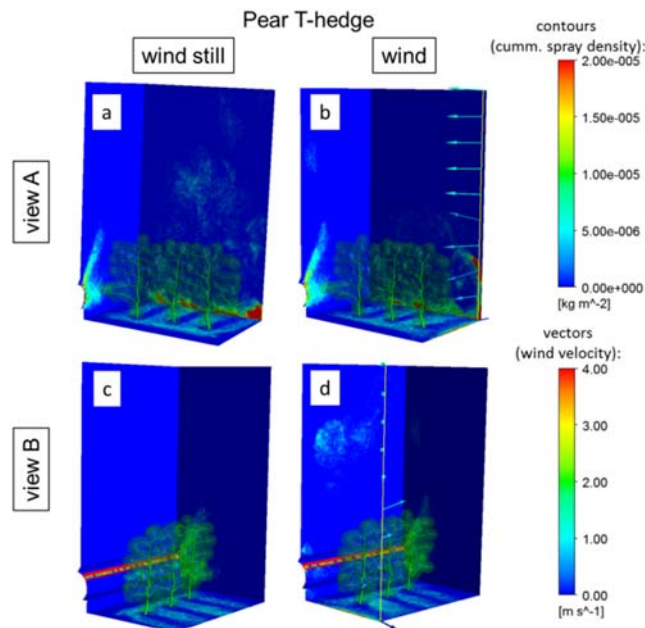 Pear T-hedge
wind still
wind
contours
(cumm. spray density):
view A
a
b
2.00e-005
1.50e-005
1.00e-005
5.00e-006
0.00e+000
[kg m^-2]
vectors
(wind velocity):
view B
c
d
4.00
3.00
2.00
1.00
0.00
[m s^-1]